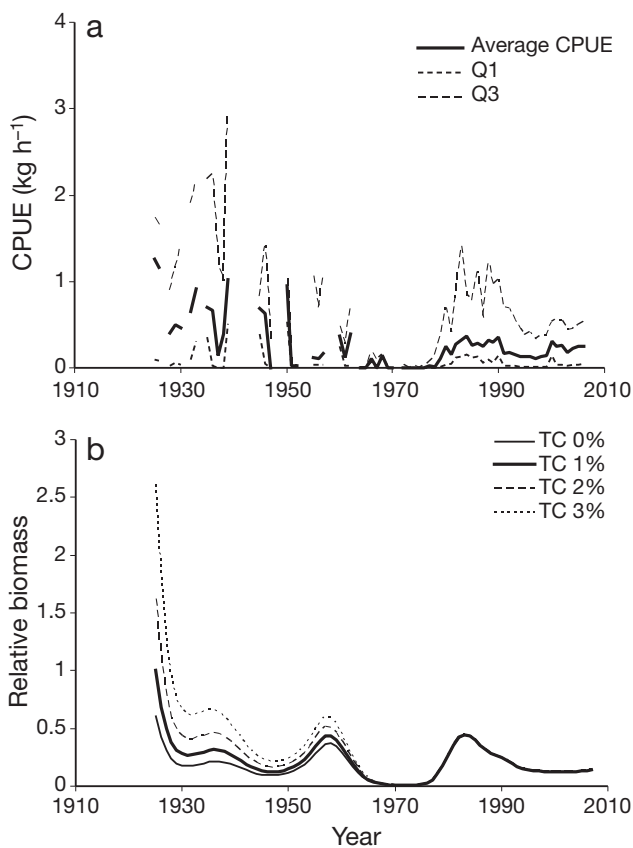 a
4
3
2
1
0
CPUE (kg h–1)
Average CPUE
Q1
Q3
1910
1930
1950
1970
1990
2010
b
3
2.5
2
1.5
1
0.5
0
Relative biomass
TC 0%
TC 1%
TC 2%
TC 3%
1910
1930
1950
1970
1990
2010
Year